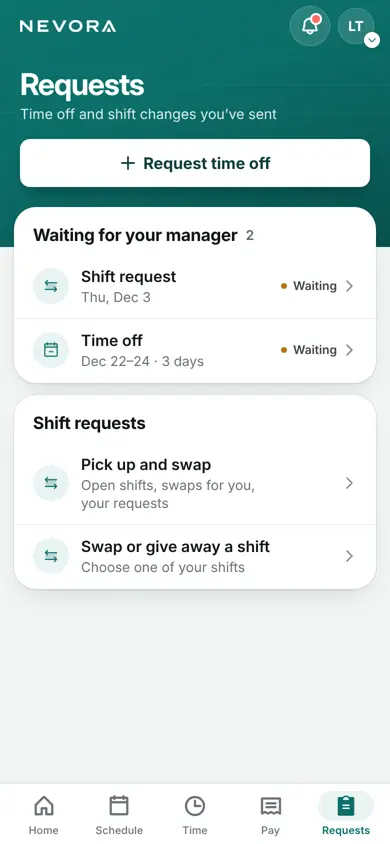 NEVORA
LT
Requests
Time off and shift changes you’ve sent
Request time off
Waiting for your manager 2
Shift request
Thu, Dec 3
Waiting
Time off
Dec 22–24 · 3 days
Waiting
Shift requests
Pick up and swap
Open shifts, swaps for you,
your requests
Swap or give away a shift
Choose one of your shifts
Home
Schedule
Time
Pay
Requests